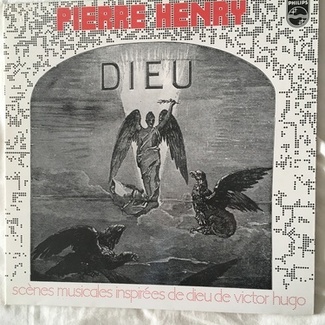 PIERRE HENRY
PHILIPS
DIEU
scènes musicales inspirées de dieu de victor hugo